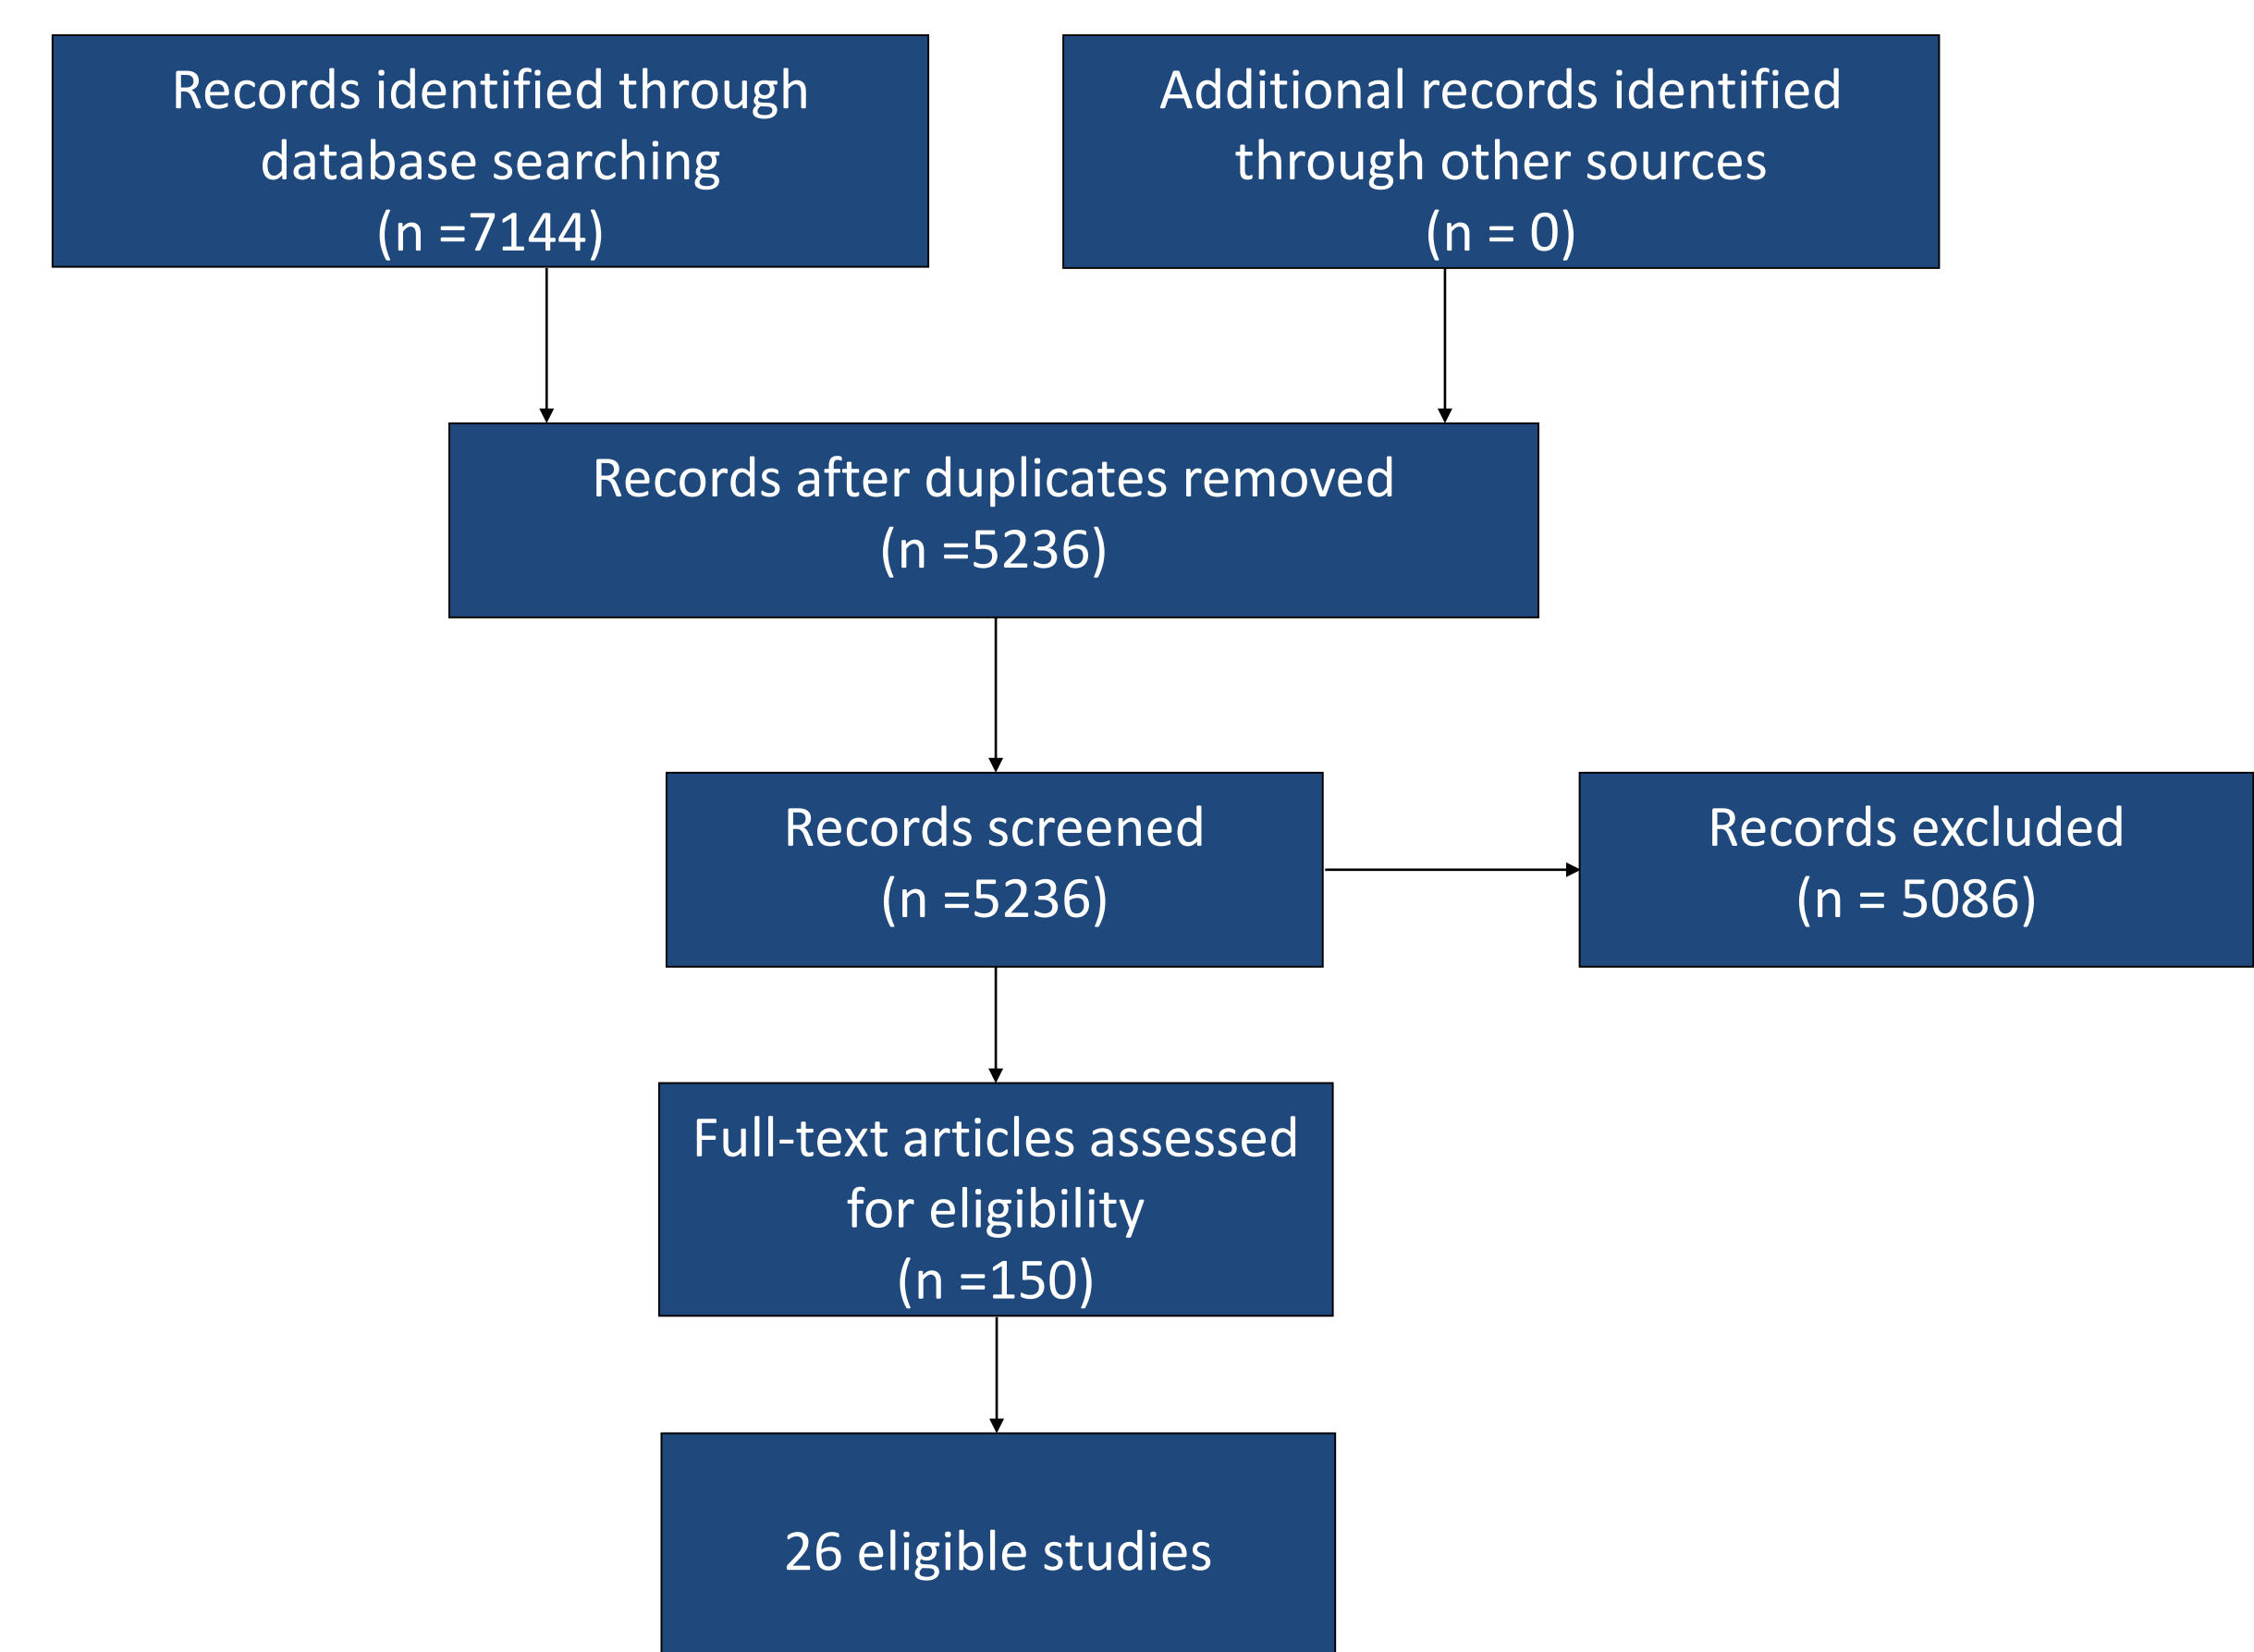 Records identified through
database searching
(n =7144)
Additional records identified
through other sources
(n = 0)
Records after duplicates removed
(n =5236)
Records screened
(n =5236)
Records excluded
(n = 5086)
Full-text articles assessed
for eligibility
(n =150)
26 eligible studies